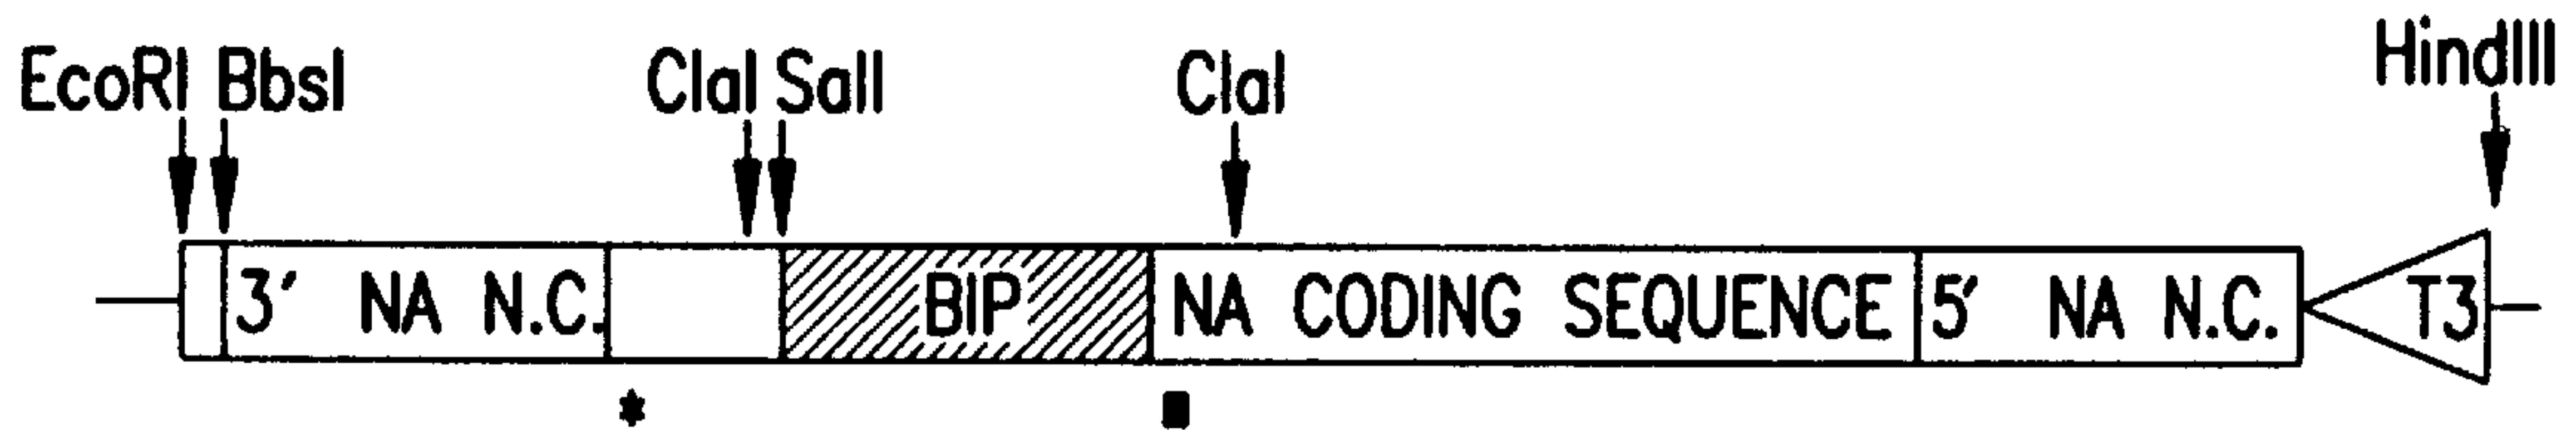 EcoRI BbsI ClaI SalI ClaI HindIII
3' NA N.C. BIP NA CODING SEQUENCE 5' NA N.C. T3
*